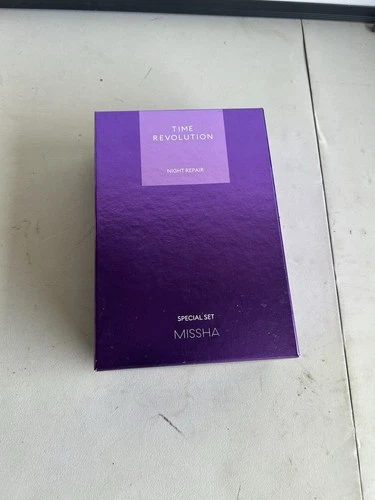 TIME
REVOLUTION
NIGHT REPAIR
SPECIAL SET
MISSHA